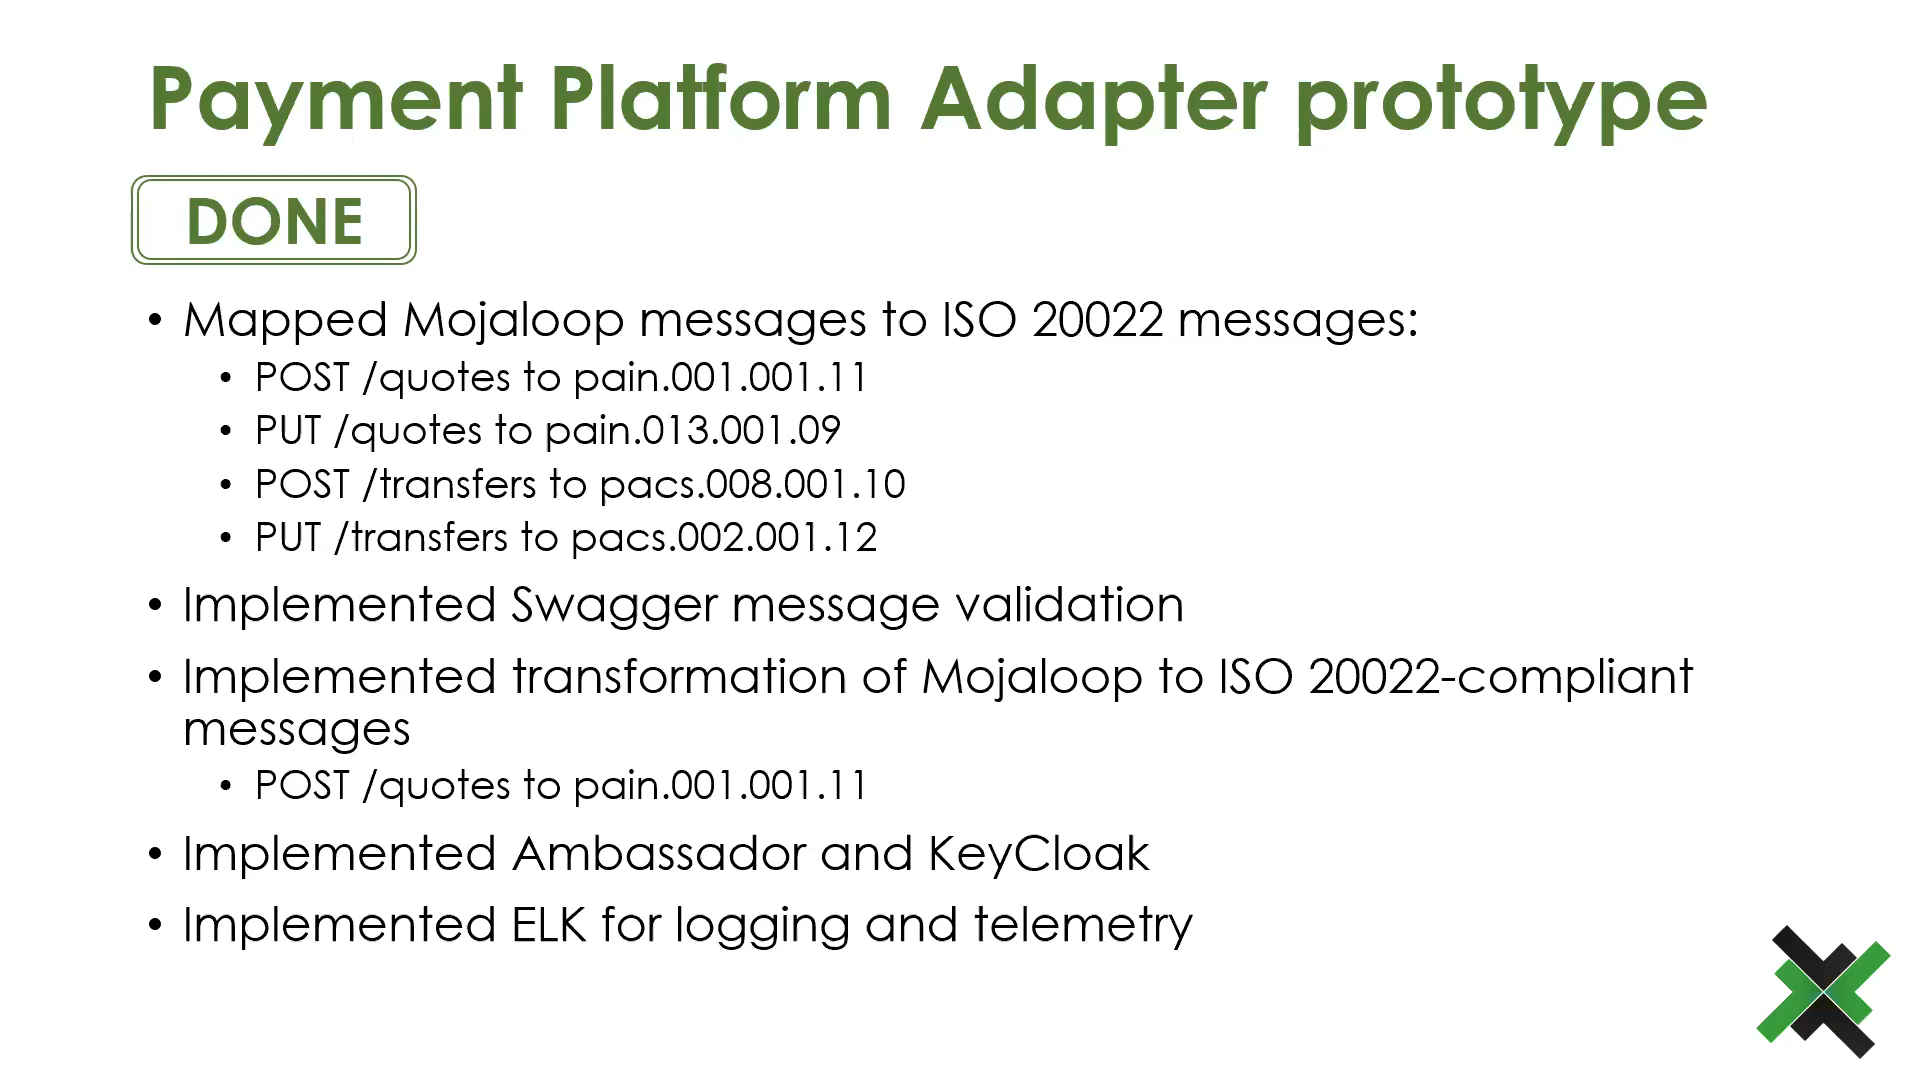 Payment Platform Adapter prototype
DONE
• Mapped Mojaloop messages to ISO 20022 messages:
• POST /quotes to pain.001.001.11
• PUT /quotes to pain.013.001.09
• POST /transfers to pacs.008.001.10
• PUT /transfers to pacs.002.001.12
• Implemented Swagger message validation
• Implemented transformation of Mojaloop to ISO 20022-compliant
messages
• POST /quotes to pain.001.001.11
• Implemented Ambassador and KeyCloak
• Implemented ELK for logging and telemetry